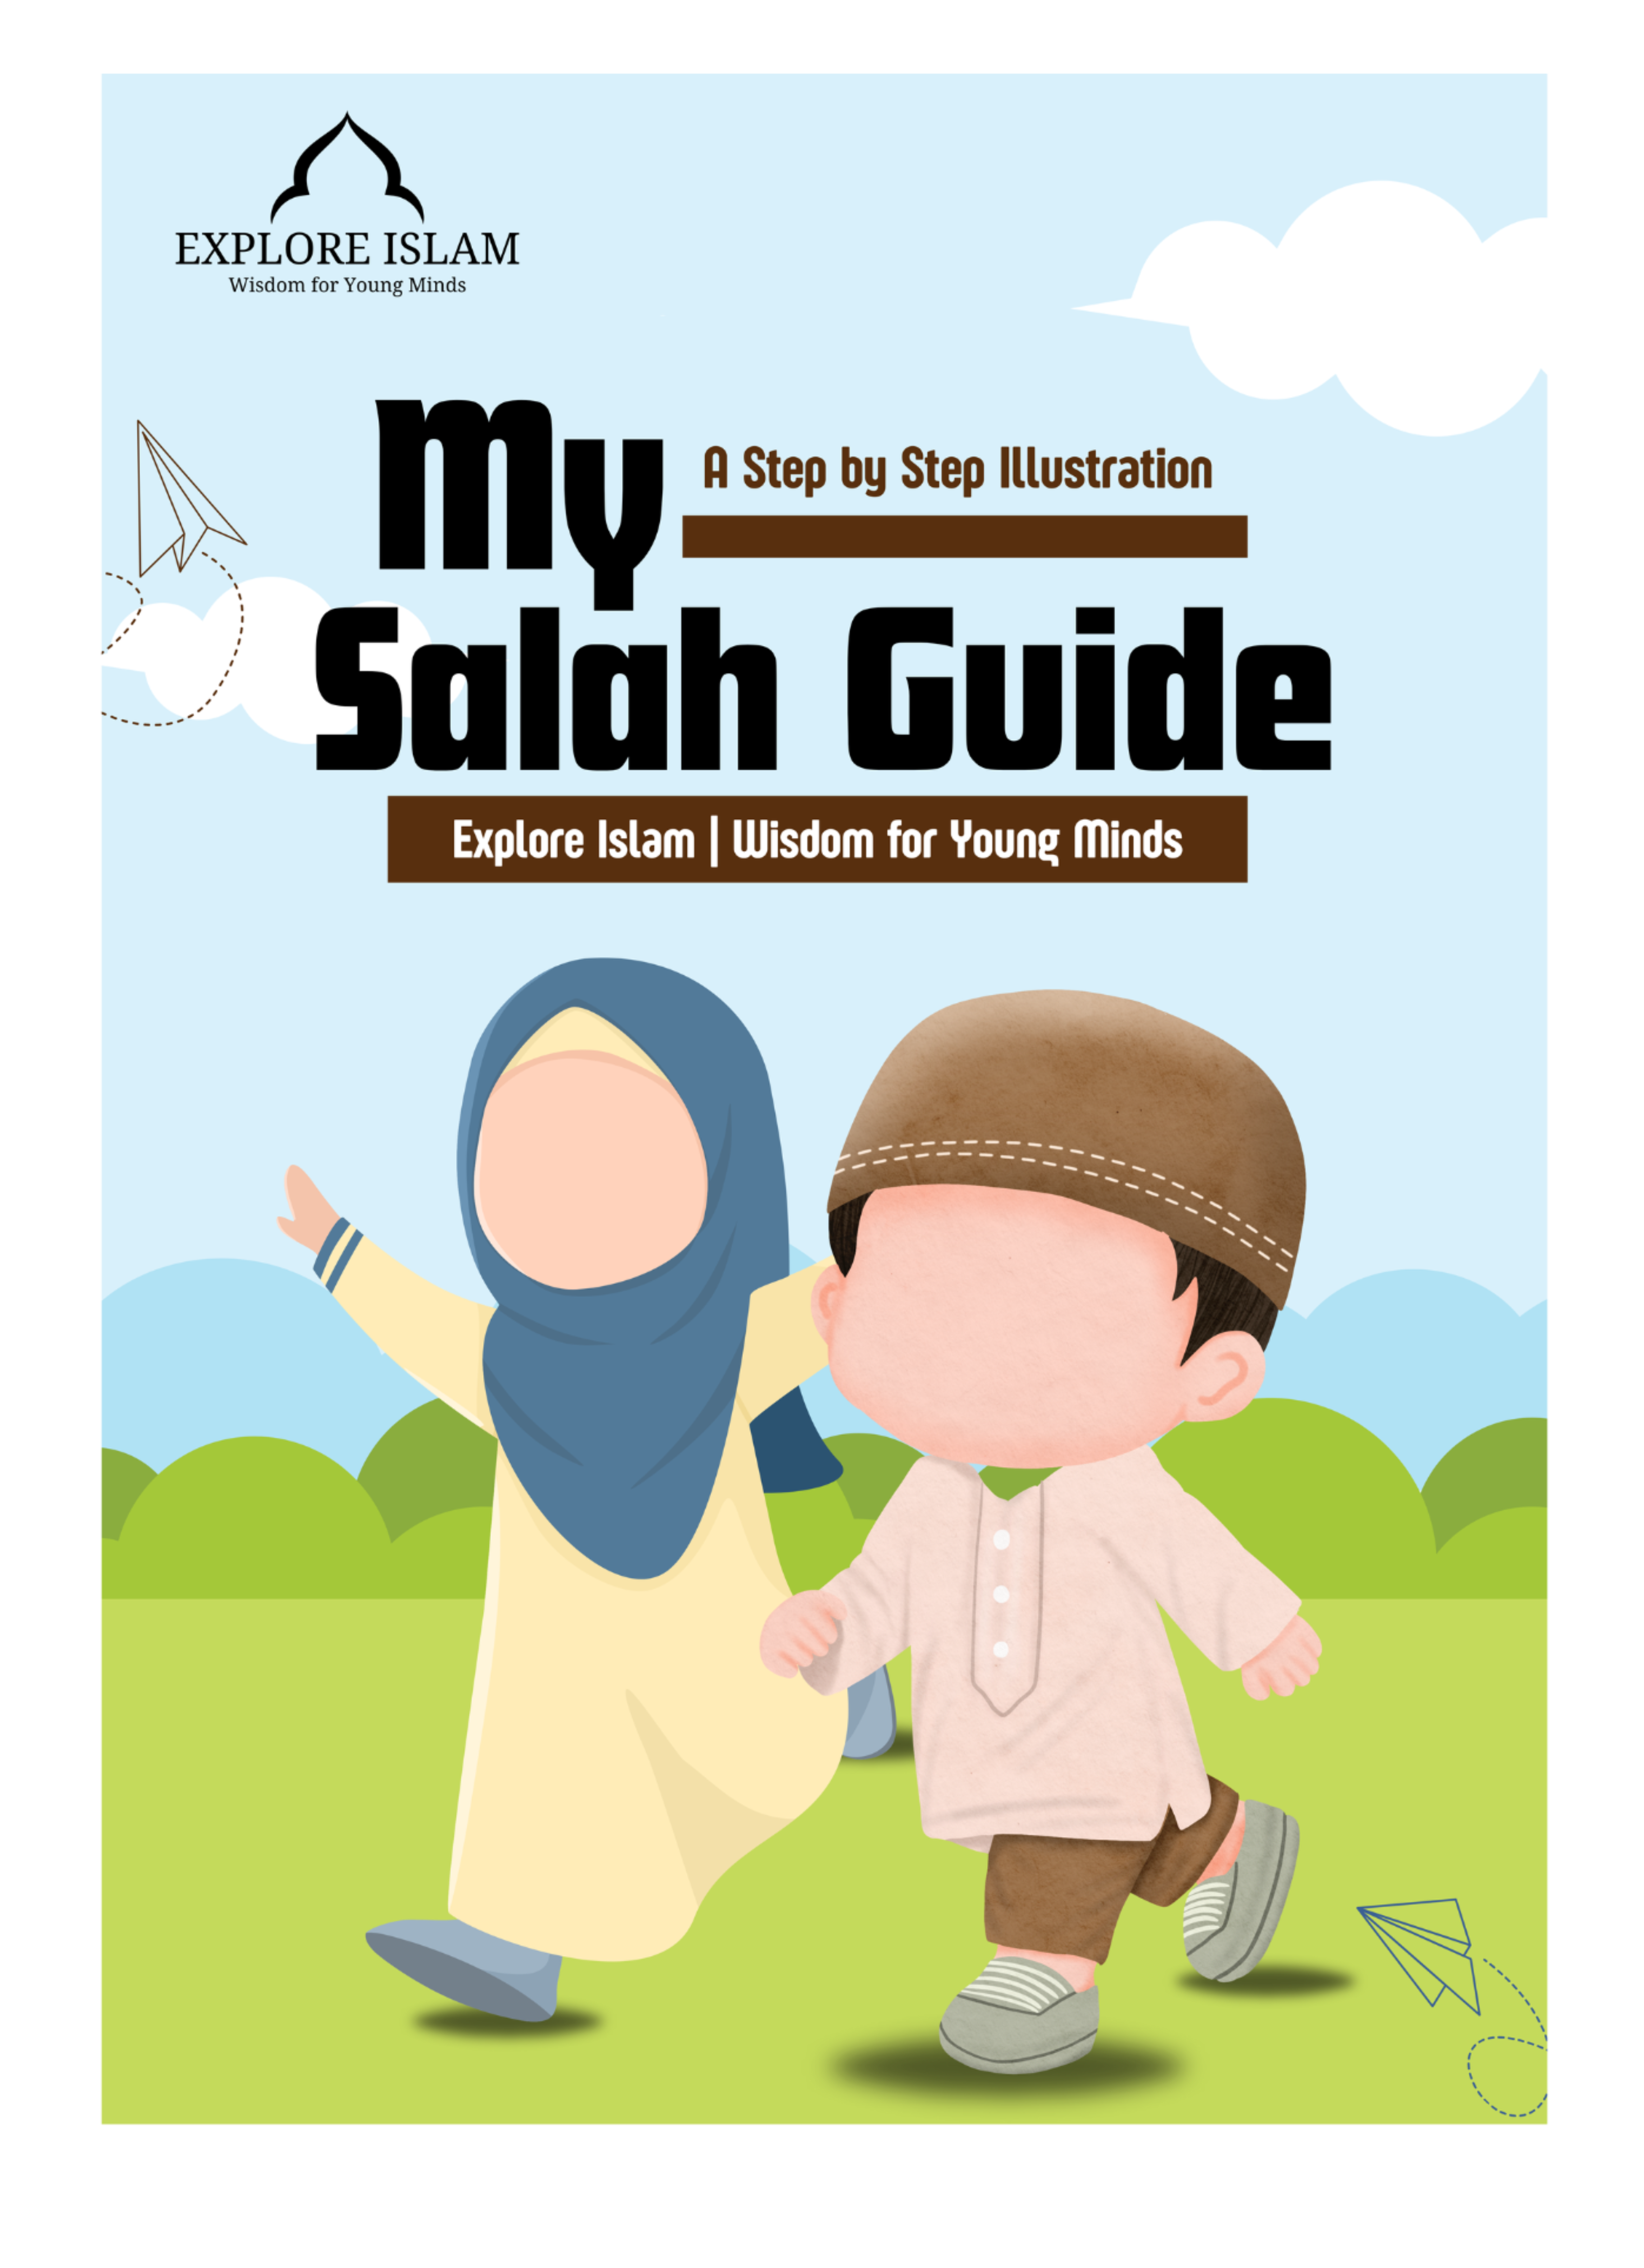 EXPLORE ISLAM
Wisdom for Young Minds
My
A Step by Step Illustration
Salah Guide
Explore Islam | Wisdom for Young Minds